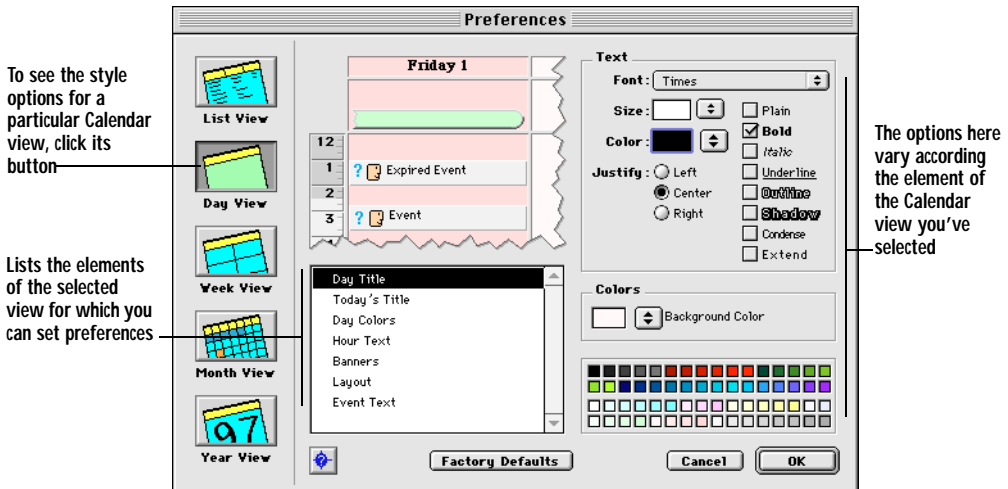 Preferences
To see the style
options for a
particular Calendar
view, click its
button
Lists the elements
of the selected
view for which you
can set preferences
List View
Day View
Week View
Month View
97
Year View
Friday 1
12
1
? Expired Event
2
3
? Event
Day Title
Today's Title
Day Colors
Hour Text
Banners
Layout
Event Text
Text
Font: Times
Size:
Color:
Justify: Left
Center
Right
Plain
Bold
Italic
Underline
Outline
Shadow
Condense
Extend
Colors
Background Color
Factory Defaults
Cancel
OK
The options here
vary according
the element of
the Calendar
view you've
selected